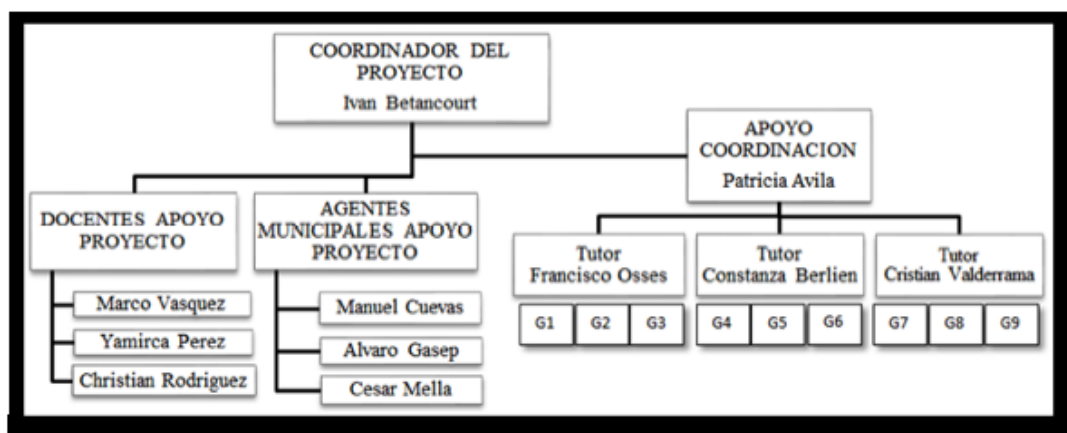 COORDINADOR DEL
PROYECTO
Ivan Betancourt
APOYO
COORDINACION
Patricia Avila
DOCENTES APOYO
PROYECTO
Marco Vasquez
Yamirca Perez
Christian Rodriguez
AGENTES
MUNICIPALES APOYO
PROYECTO
Manuel Cuevas
Alvaro Gasep
Cesar Mella
Tutor
Francisco Osses
G1 G2 G3
Tutor
Constanza Berlien
G4 G5 G6
Tutor
Cristian Valderrama
G7 G8 G9